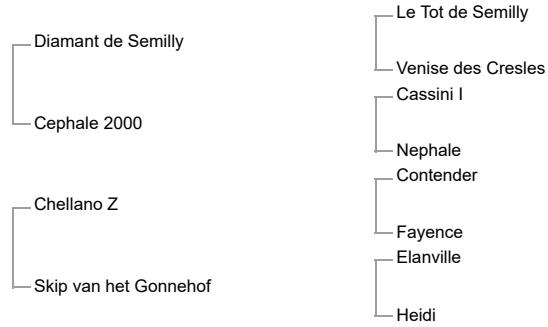 Le Tot de Semilly
Diamant de Semilly
Venise des Cresles
Cassini I
Cephale 2000
Nephale
Contender
Chellano Z
Fayence
Elanville
Skip van het Gonnehof
Heidi